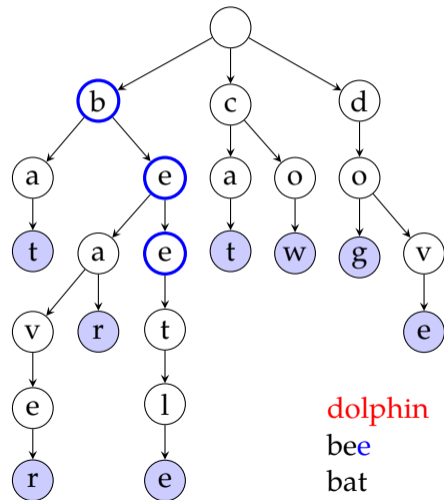 b c d
a e a o o
t a e t w g v
v r t e
e l
r e
dolphin
bee
bat